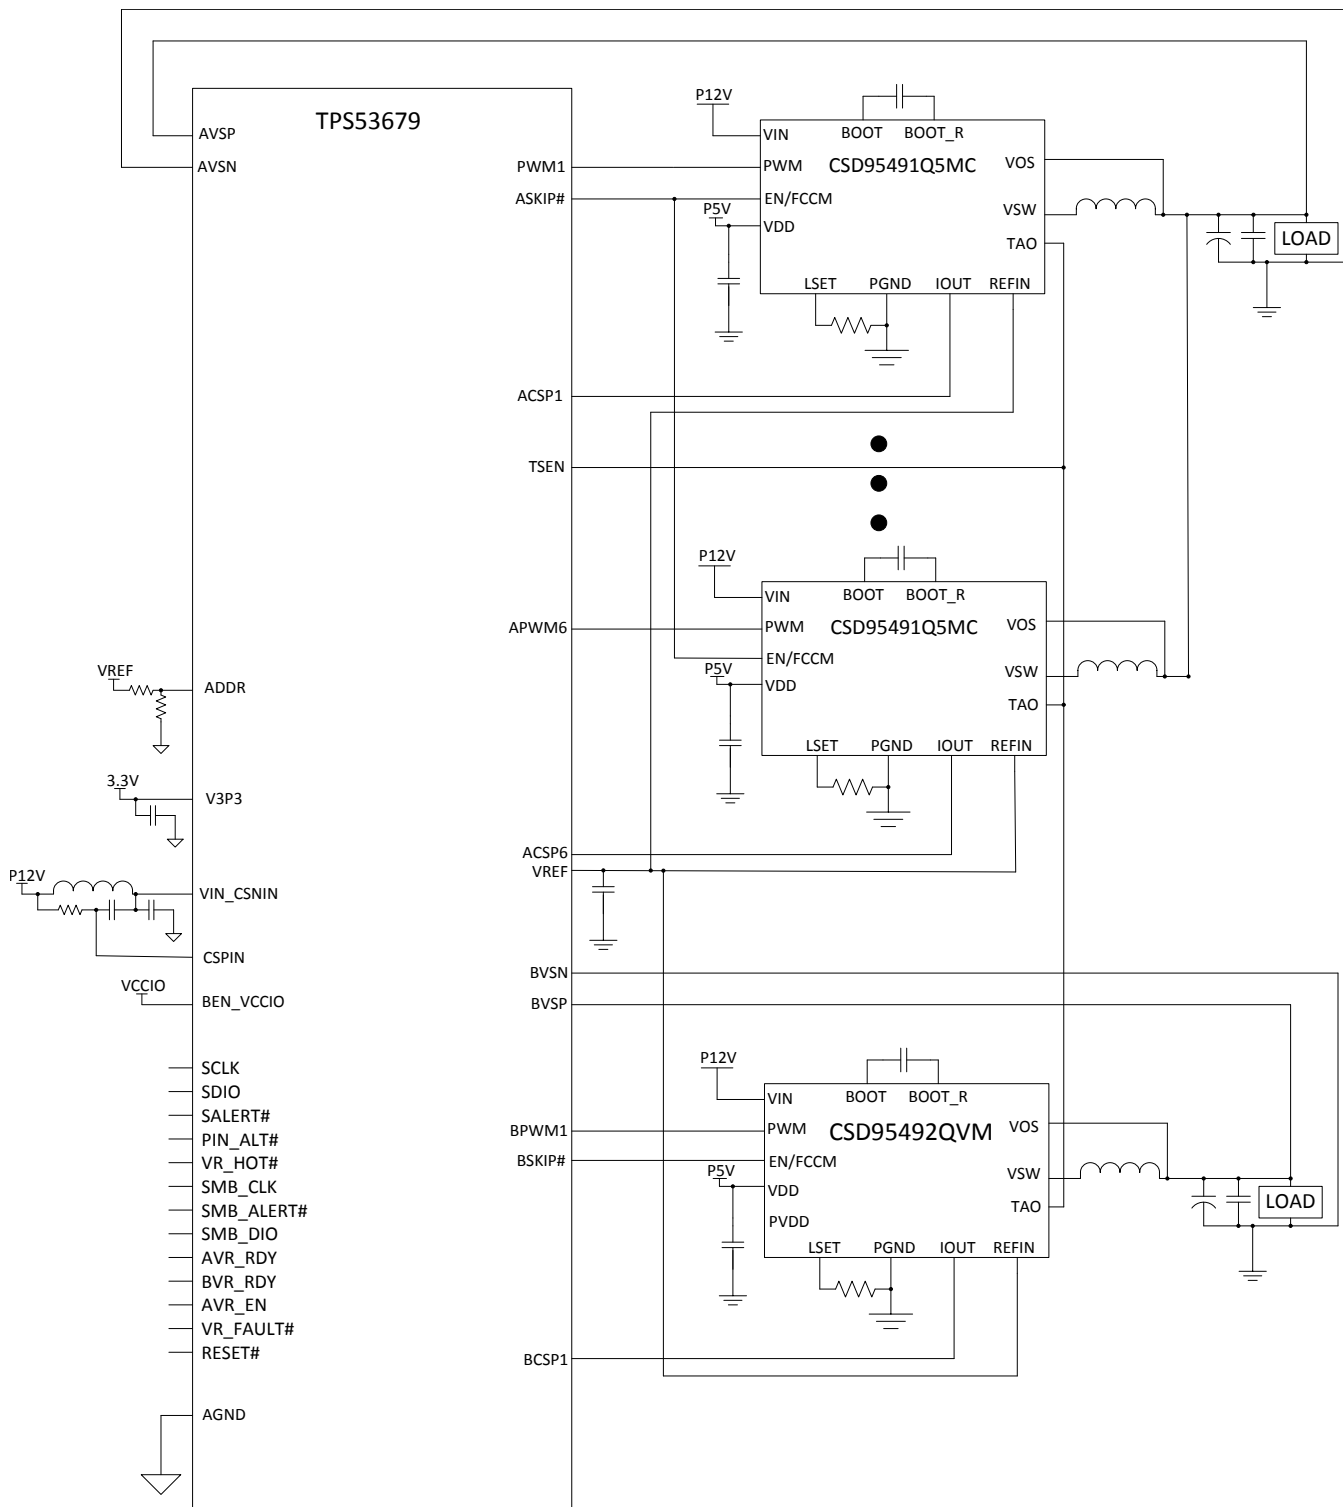 P12V
TPS53679
AVSP
AVSN
PWM1
ASKIP#
VIN
BOOT
BOOT_R
PWM
CSD95491Q5MC
VOS
EN/FCCM
P5V
VDD
VSW
TAO
LOAD
LSET
PGND
IOUT
REFIN
ACSP1
TSEN
P12V
VIN
BOOT
BOOT_R
APWM6
PWM
CSD95491Q5MC
VOS
EN/FCCM
P5V
VDD
VSW
TAO
VREF
ADDR
LSET
PGND
IOUT
REFIN
3.3V
V3P3
ACSP6
VREF
P12V
VIN_CSNIN
CSPIN
BVSN
VCCIO
BEN_VCCIO
BVSP
P12V
SCLK
SDIO
SALERT#
PIN_ALT#
VR_HOT#
SMB_CLK
SMB_ALERT#
SMB_DIO
AVR_RDY
BVR_RDY
AVR_EN
VR_FAULT#
RESET#
VIN
BOOT
BOOT_R
BPWM1
PWM
CSD95492QVM
VOS
BSKIP#
EN/FCCM
P5V
VDD
VSW
PVDD
TAO
LOAD
LSET
PGND
IOUT
REFIN
BCSP1
AGND